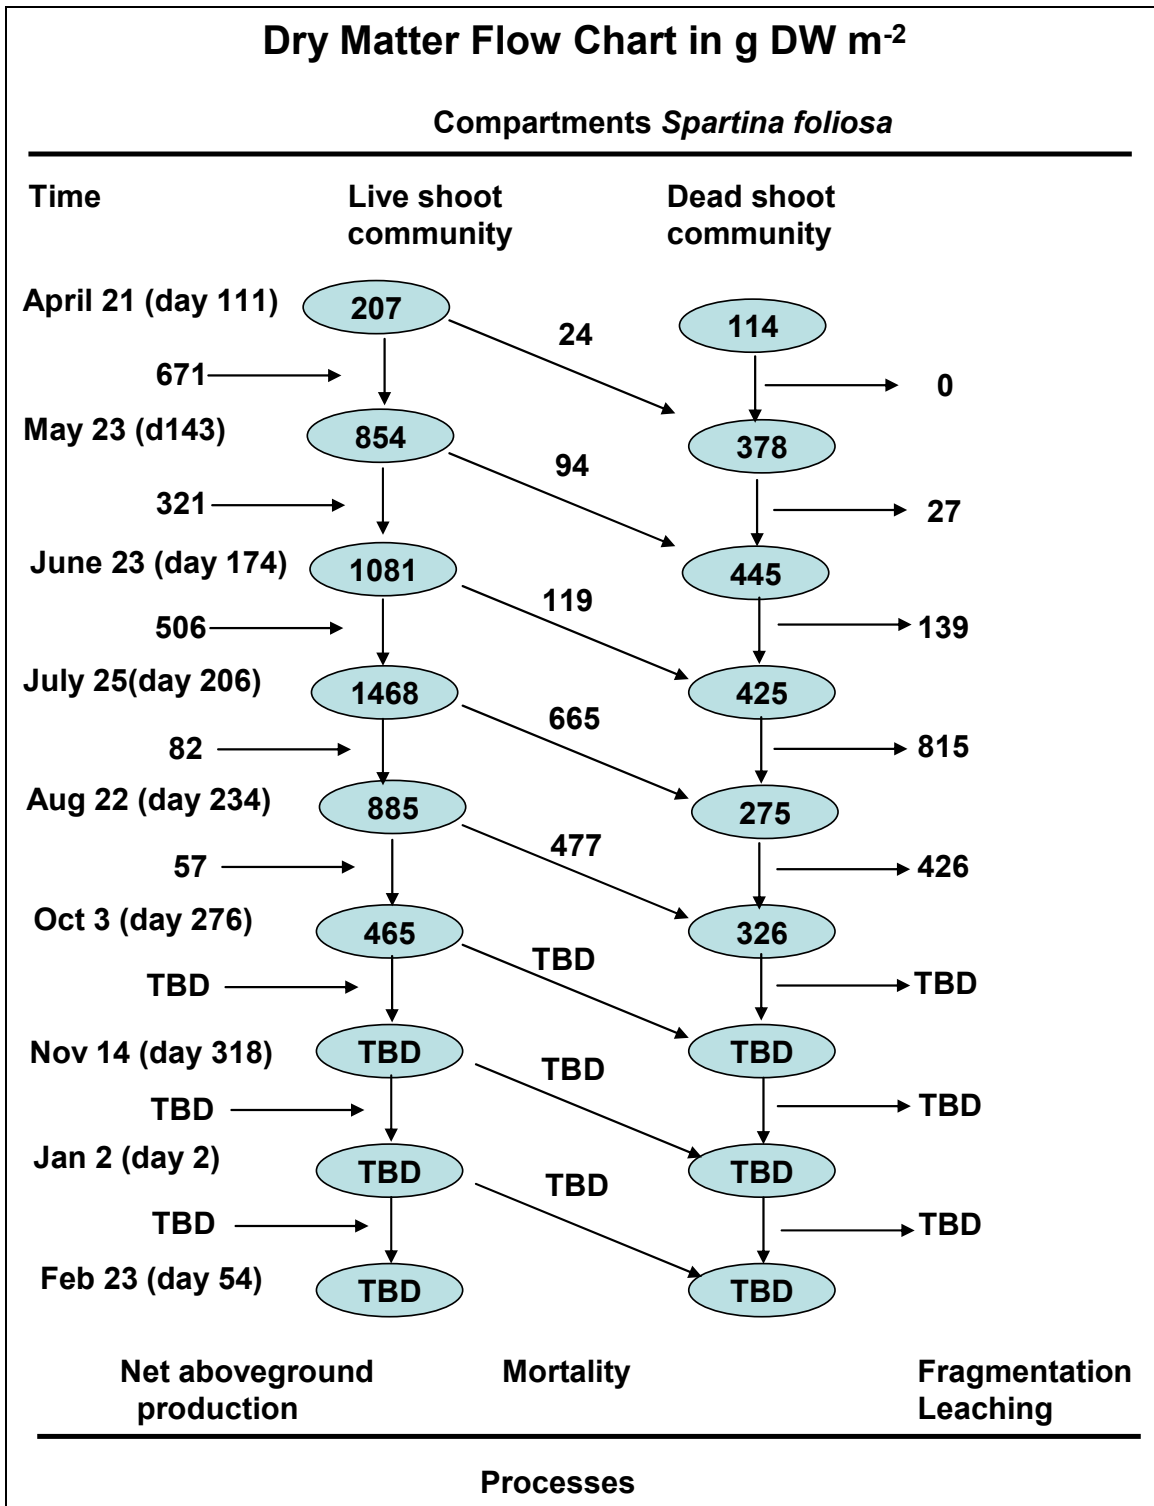 Dry Matter Flow Chart in g DW m-2
Compartments Spartina foliosa
Time
Live shoot
community
Dead shoot
community
April 21 (day 111)
207
24
114
671
0
May 23 (d143)
854
94
378
321
27
June 23 (day 174)
1081
119
445
506
139
July 25(day 206)
1468
665
425
82
815
Aug 22 (day 234)
885
477
275
57
426
Oct 3 (day 276)
465
TBD
326
TBD
TBD
Nov 14 (day 318)
TBD
TBD
TBD
TBD
TBD
Jan 2 (day 2)
TBD
TBD
TBD
TBD
TBD
Feb 23 (day 54)
TBD
TBD
Net aboveground
production
Mortality
Fragmentation
Leaching
Processes